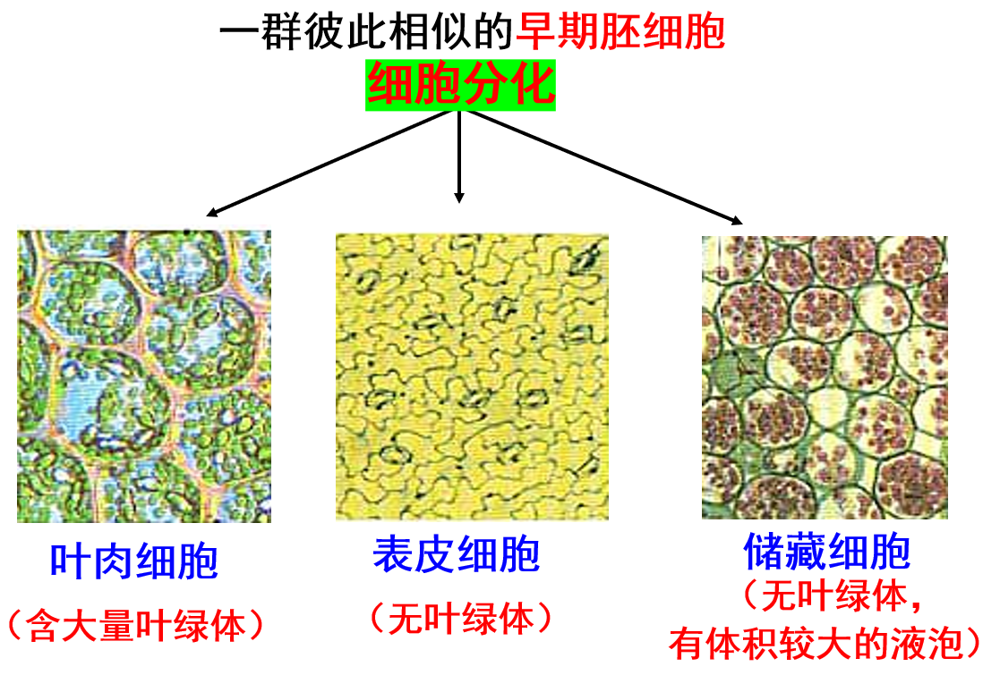 一群彼此相似的早期胚细胞
细胞分化
叶肉细胞
（含大量叶绿体）
表皮细胞
（无叶绿体）
储藏细胞
（无叶绿体，
有体积较大的液泡）